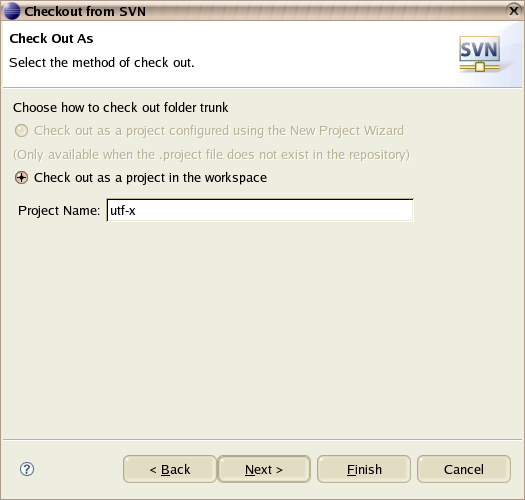 Checkout from SVN
Check Out As
Select the method of check out.
SVN
Choose how to check out folder trunk
Check out as a project configured using the New Project Wizard
(Only available when the .project file does not exist in the repository)
Check out as a project in the workspace
Project Name: utf-x
? < Back Next > Finish Cancel